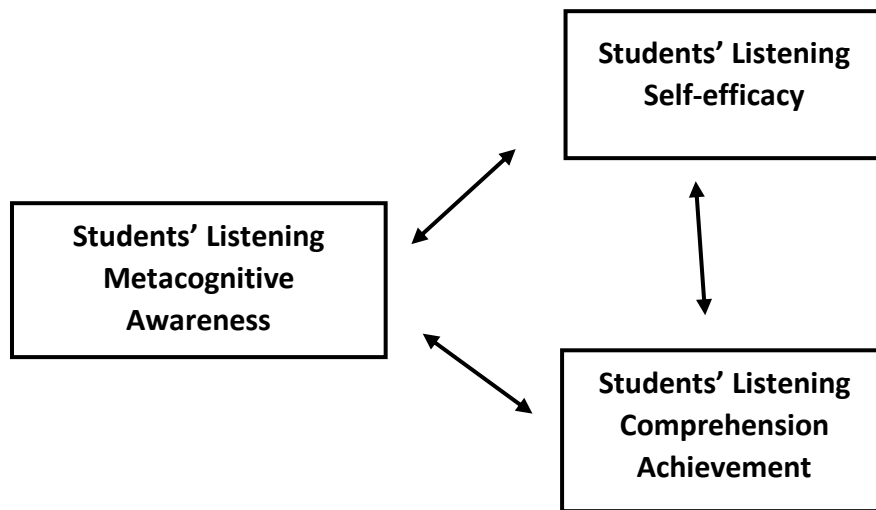 Students’ Listening
Self-efficacy
Students’ Listening
Metacognitive
Awareness
Students’ Listening
Comprehension
Achievement